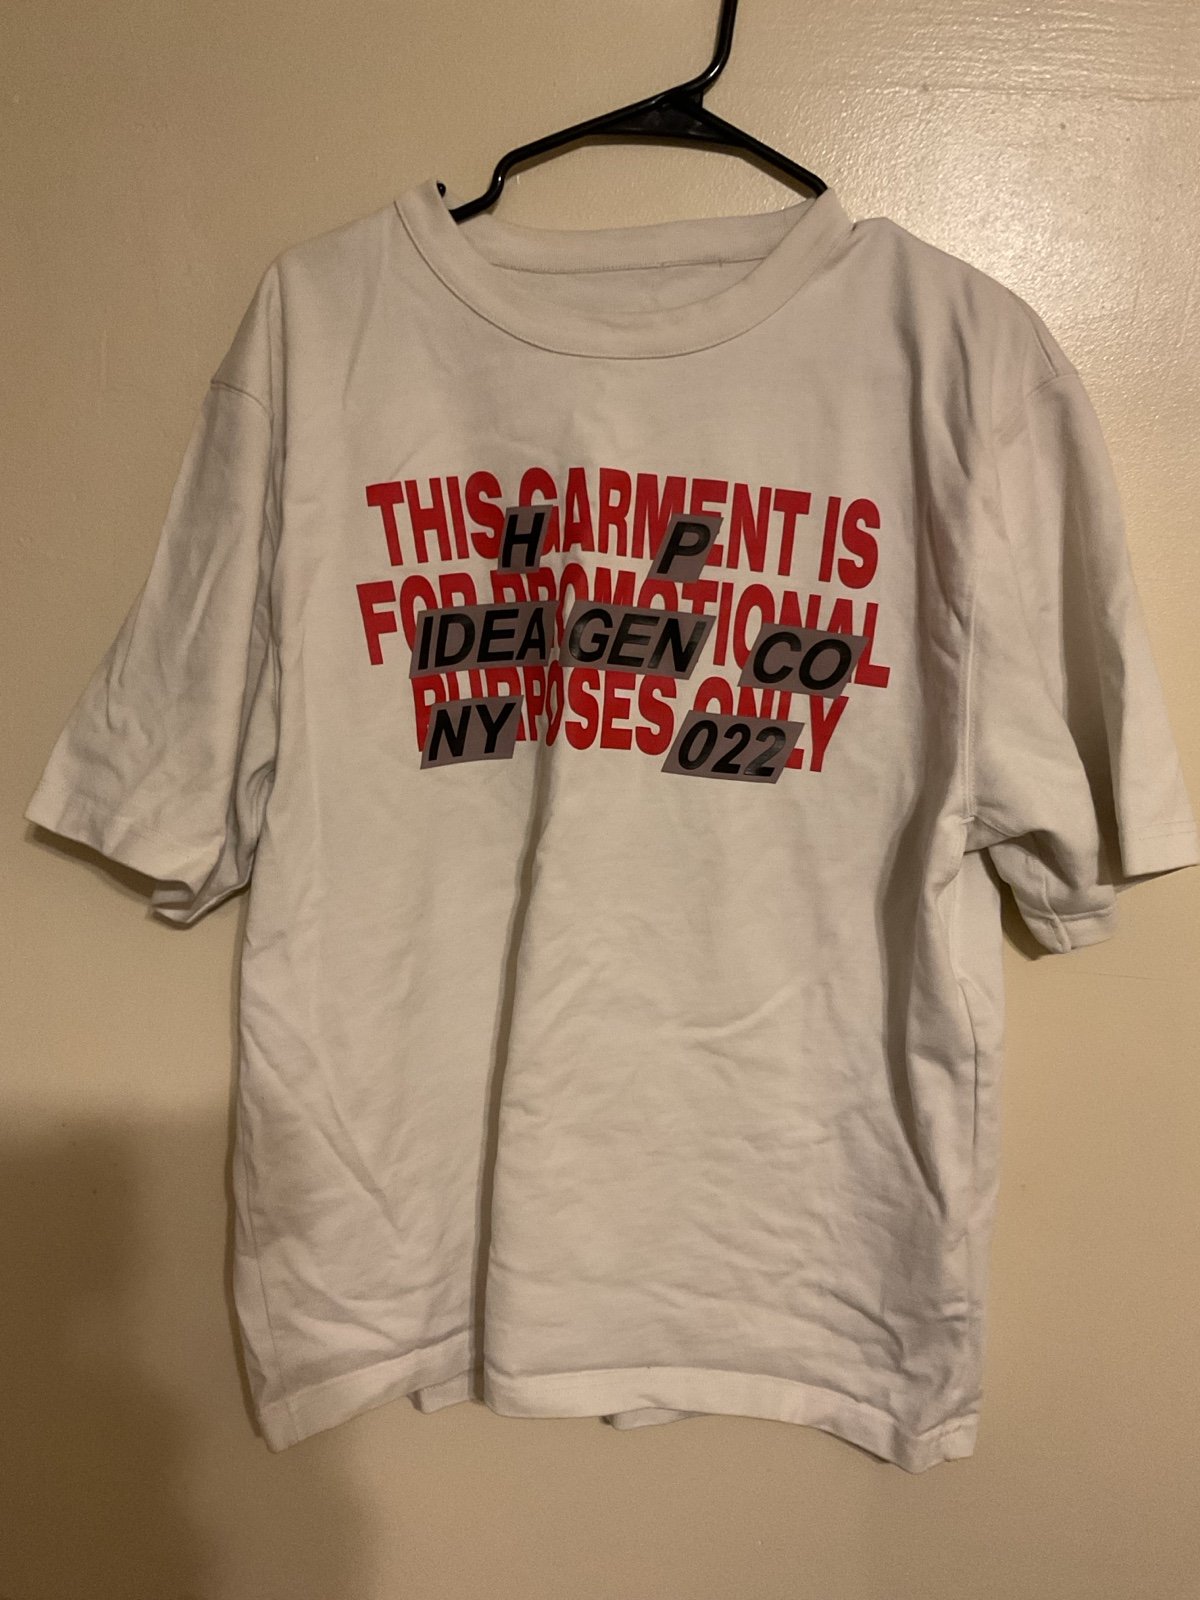 THIS GARMENT IS
H P
FOR PROMOTIONAL
IDEA GEN CO
PURPOSES ONLY
NY 022